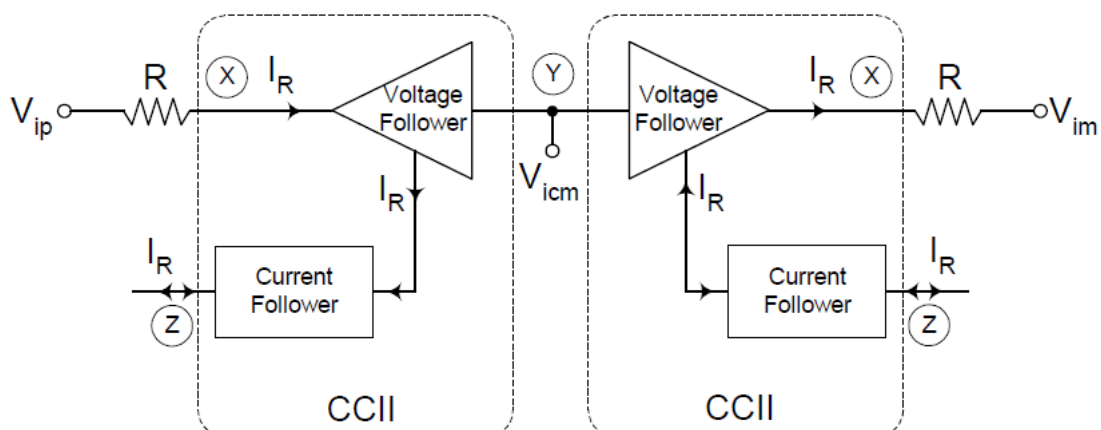 V_ip
R
X
I_R
Voltage
Follower
Y
V_icm
Voltage
Follower
I_R
X
R
V_im
I_R
I_R
I_R
Z
Current
Follower
Current
Follower
I_R
Z
CCII
CCII